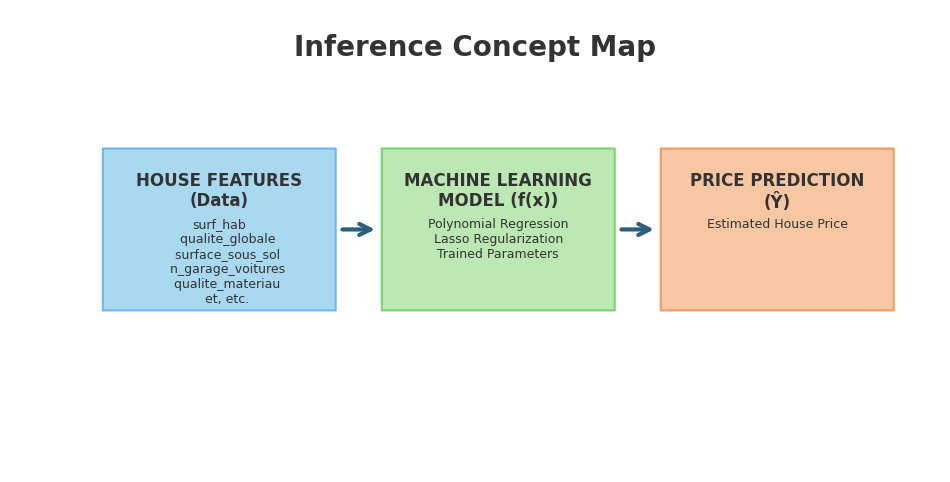 Inference Concept Map
HOUSE FEATURES
(Data)
surf_hab
qualite_globale
surface_sous_sol
n_garage_voitures
qualite_materiau
et, etc.
MACHINE LEARNING
MODEL (f(x))
Polynomial Regression
Lasso Regularization
Trained Parameters
PRICE PREDICTION
(Ŷ)
Estimated House Price